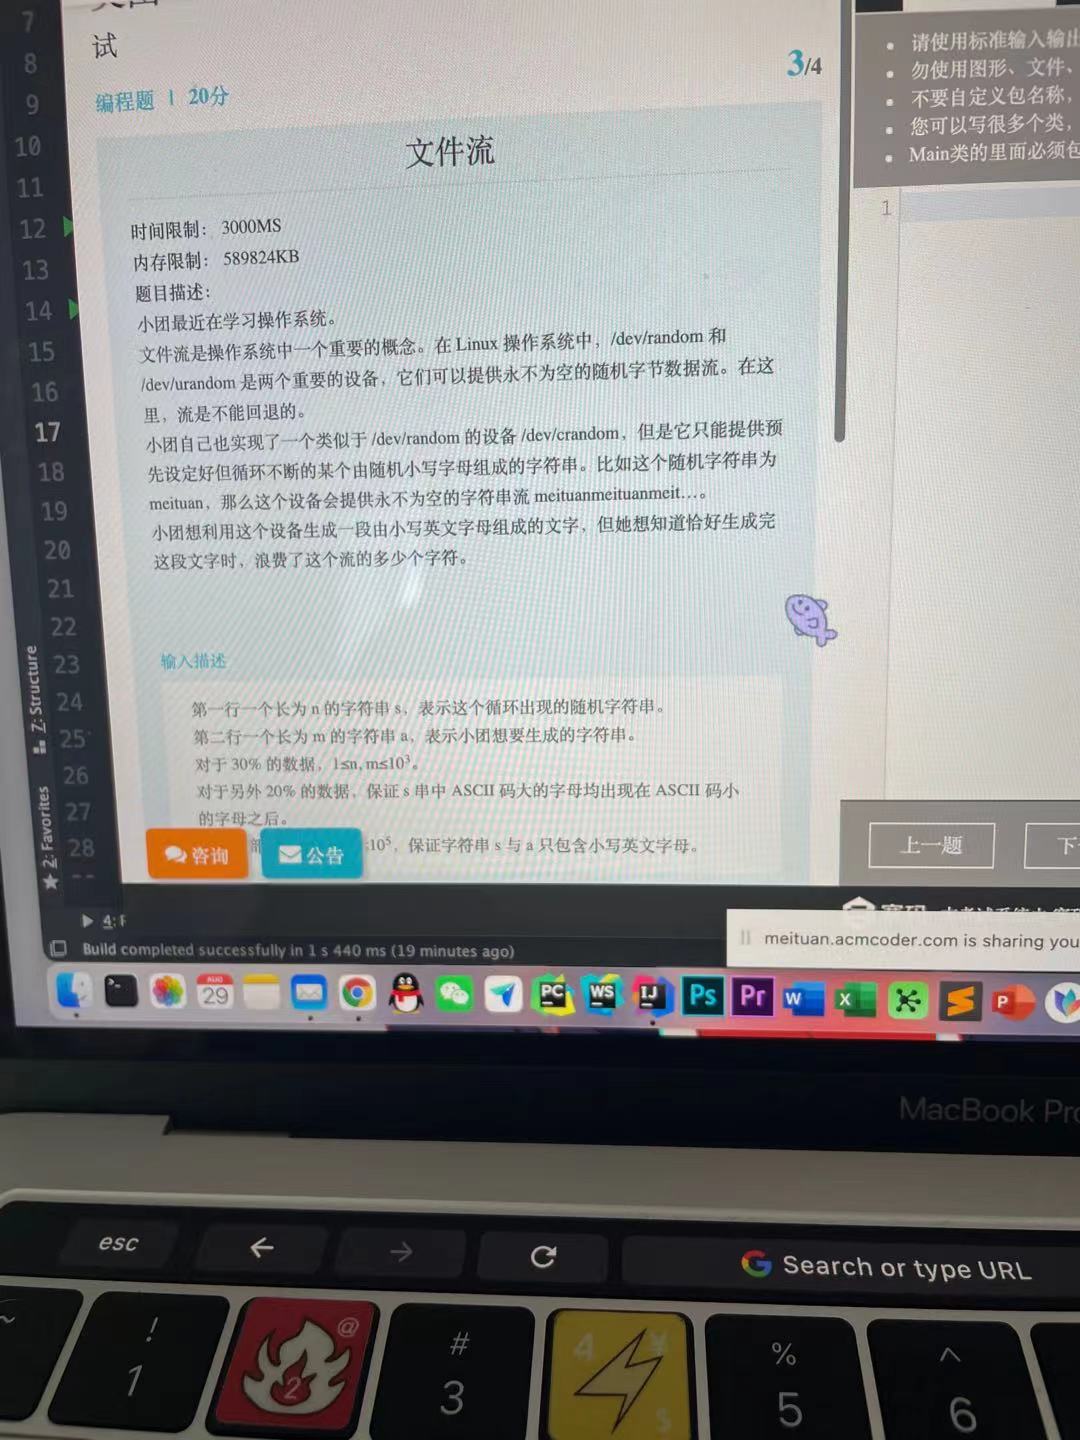 7
8
9
10
11
12
13
14
15
16
17
18
19
20
21
22
23
24
25
26
27
28
Z: Structure
2: Favorites
试
3/4
编程题 | 20分
文件流
时间限制： 3000MS
内存限制： 589824KB
题目描述：
小团最近在学习操作系统。
文件流是操作系统中一个重要的概念。在 Linux 操作系统中，/dev/random 和
/dev/urandom 是两个重要的设备，它们可以提供永不为空的随机字节数据流。在这
里，流是不能回退的。
小团自己也实现了一个类似于 /dev/random 的设备 /dev/crandom，但是它只能提供预
先设定好但循环不断的某个由随机小写字母组成的字符串。比如这个随机字符串为
meituan，那么这个设备会提供永不为空的字符串流 meituanmeituanmeit…。
小团想利用这个设备生成一段由小写英文字母组成的文字，但她想知道恰好生成完
这段文字时，浪费了这个流的多少个字符。
输入描述
第一行一个长为 n 的字符串 s，表示这个循环出现的随机字符串。
第二行一个长为 m 的字符串 a，表示小团想要生成的字符串。
对于 30% 的数据，1≤n,m≤10³。
对于另外 20% 的数据，保证 s 串中 ASCII 码大的字母均出现在 ASCII 码小
的字母之后。
10⁵，保证字符串 s 与 a 只包含小写英文字母。
咨询
公告
请使用标准输入输出
勿使用图形、文件、
不要自定义包名称，
您可以写很多个类，
Main类的里面必须包
1
上一题
下
4:
Build completed successfully in 1 s 440 ms (19 minutes ago)
meituan.acmcoder.com is sharing you
AUG
29
PC
WS
IJ
Ps
Pr
W
X
P
MacBook Pro
esc
Search or type URL
~
!
1
@
2
#
3
4
¥
$
%
5
^
6